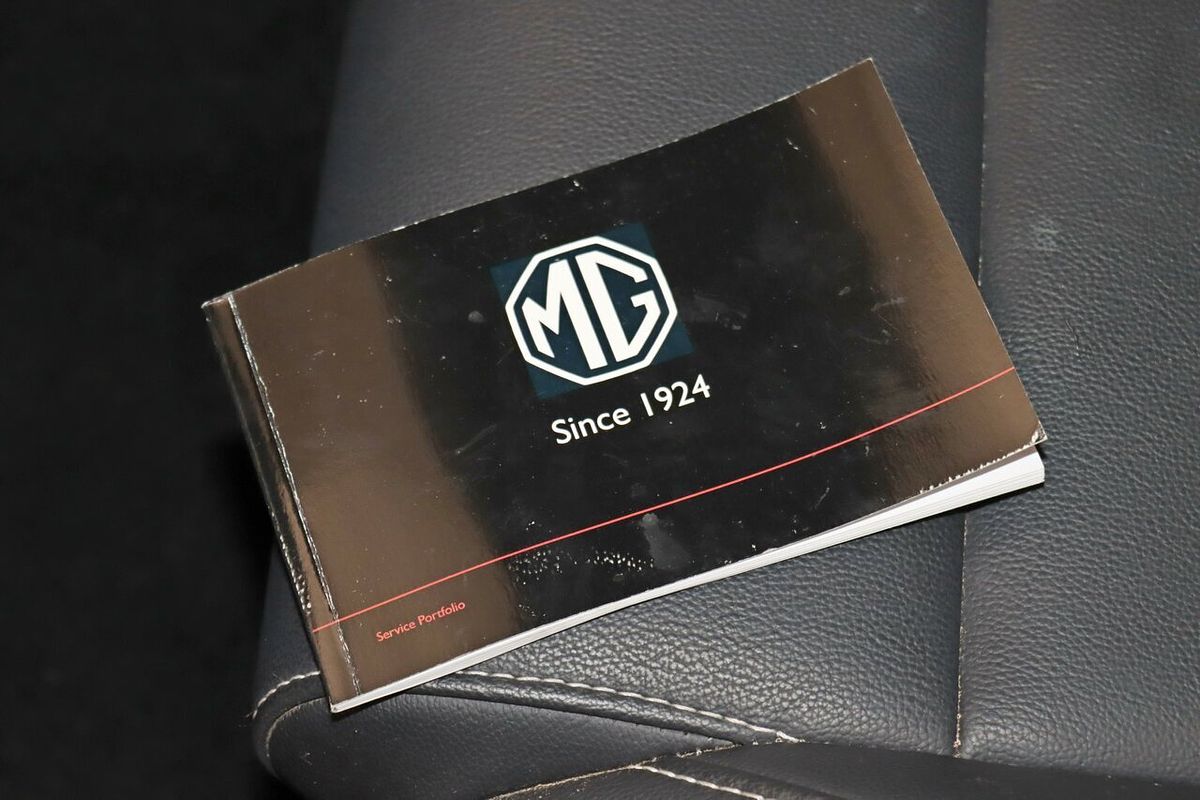 MG
Since 1924
Service Portfolio